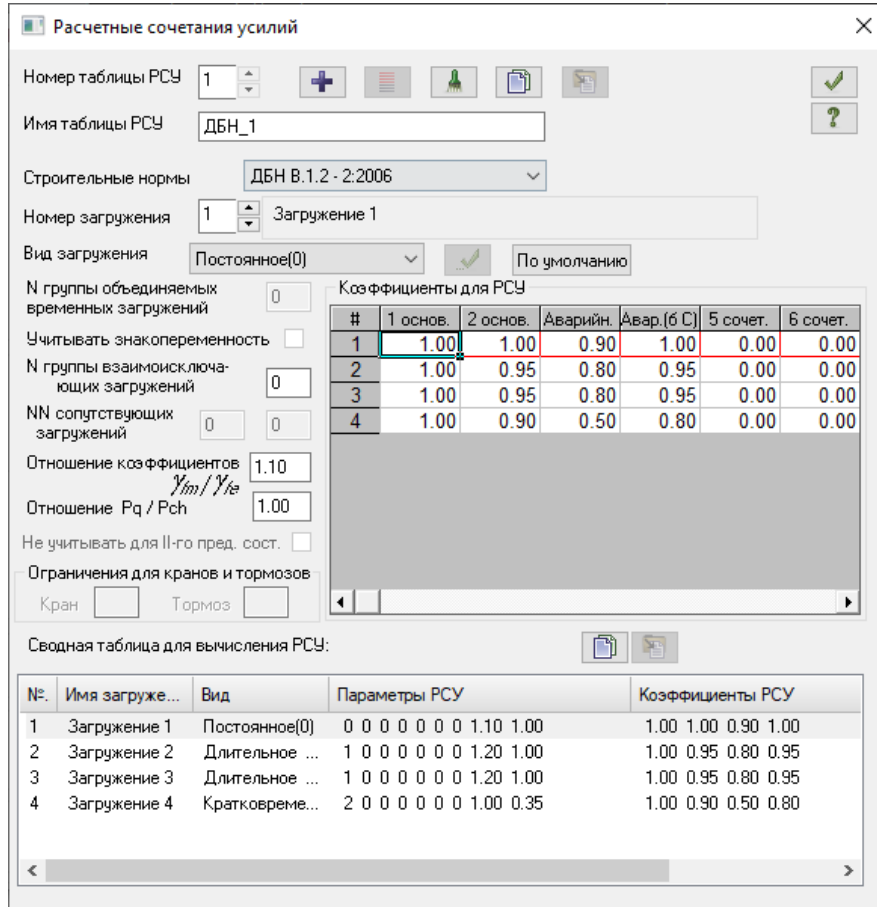 Расчетные сочетания усилий
Номер таблицы РСУ 1
Имя таблицы РСУ ДБН_1
Строительные нормы ДБН В.1.2 - 2:2006
Номер загружения 1 Загружение 1
Вид загружения Постоянное(0) По умолчанию
N группы объединяемых временных загружений 0
Учитывать знакопеременность
N группы взаимоисключа-
ющих загружений 0
NN сопутствующих загружений 0 0
Отношение коэффициентов 1.10
γfm / γfe
Отношение Pq / Pch 1.00
Не учитывать для II-го пред. сост.
Ограничения для кранов и тормозов
Кран Тормоз
Коэффициенты для РСУ
# 1 основ. 2 основ. Аварийн. Авар.(б С) 5 сочет. 6 сочет.
1 1.00 1.00 0.90 1.00 0.00 0.00
2 1.00 0.95 0.80 0.95 0.00 0.00
3 1.00 0.95 0.80 0.95 0.00 0.00
4 1.00 0.90 0.50 0.80 0.00 0.00
Сводная таблица для вычисления РСУ:
№. Имя загруже... Вид Параметры РСУ Коэффициенты РСУ
1 Загружение 1 Постоянное(0) 0 0 0 0 0 0 0 1.10 1.00 1.00 1.00 0.90 1.00
2 Загружение 2 Длительное ... 1 0 0 0 0 0 0 1.20 1.00 1.00 0.95 0.80 0.95
3 Загружение 3 Длительное ... 1 0 0 0 0 0 0 1.20 1.00 1.00 0.95 0.80 0.95
4 Загружение 4 Кратковреме... 2 0 0 0 0 0 0 1.00 0.35 1.00 0.90 0.50 0.80